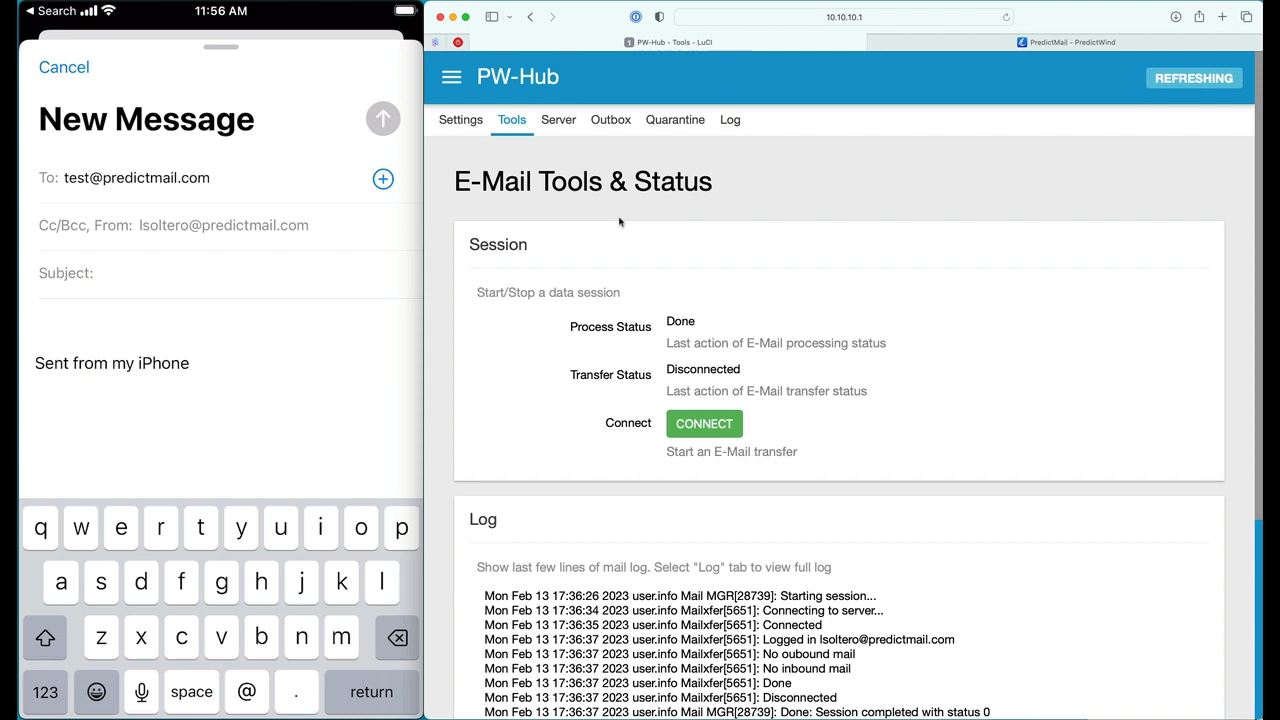 Search
11:56 AM
Cancel
New Message
To: test@predictmail.com
Cc/Bcc, From: lsoltero@predictmail.com
Subject:
Sent from my iPhone
q w e r t y u i o p
a s d f g h j k l
z x c v b n m
123 space @ . return
10.10.10.1
1 PW-Hub - Tools - LuCI
PredictMail - PredictWind
PW-Hub
REFRESHING
Settings Tools Server Outbox Quarantine Log
E-Mail Tools & Status
Session
Start/Stop a data session
Process Status Done
Last action of E-Mail processing status
Transfer Status Disconnected
Last action of E-Mail transfer status
Connect CONNECT
Start an E-Mail transfer
Log
Show last few lines of mail log. Select "Log" tab to view full log
Mon Feb 13 17:36:26 2023 user.info Mail MGR[28739]: Starting session...
Mon Feb 13 17:36:34 2023 user.info Mailxfer[5651]: Connecting to server...
Mon Feb 13 17:36:35 2023 user.info Mailxfer[5651]: Connected
Mon Feb 13 17:36:37 2023 user.info Mailxfer[5651]: Logged in lsoltero@predictmail.com
Mon Feb 13 17:36:37 2023 user.info Mailxfer[5651]: No oubound mail
Mon Feb 13 17:36:37 2023 user.info Mailxfer[5651]: No inbound mail
Mon Feb 13 17:36:37 2023 user.info Mailxfer[5651]: Done
Mon Feb 13 17:36:37 2023 user.info Mailxfer[5651]: Disconnected
Mon Feb 13 17:36:37 2023 user.info Mail MGR[28739]: Done: Session completed with status 0